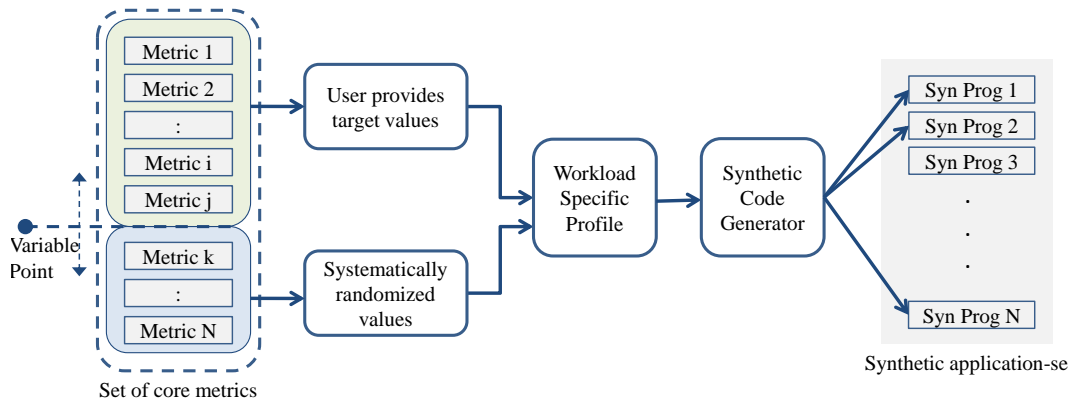 Metric 1
Metric 2
:
Metric i
Metric j
Variable
Point
Metric k
:
Metric N
Set of core metrics
User provides
target values
Systematically
randomized
values
Workload
Specific
Profile
Synthetic
Code
Generator
Syn Prog 1
Syn Prog 2
Syn Prog 3
.
.
.
Syn Prog N
Synthetic application-se